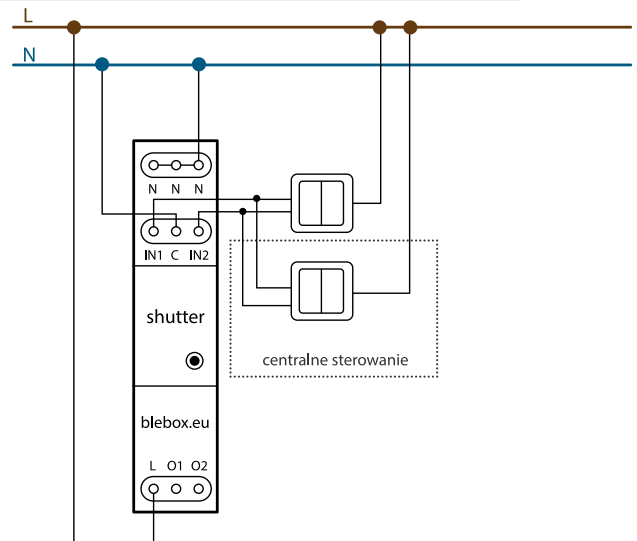 L
N
N N N
IN1 C IN2
shutter
centralne sterowanie
blebox.eu
L O1 O2